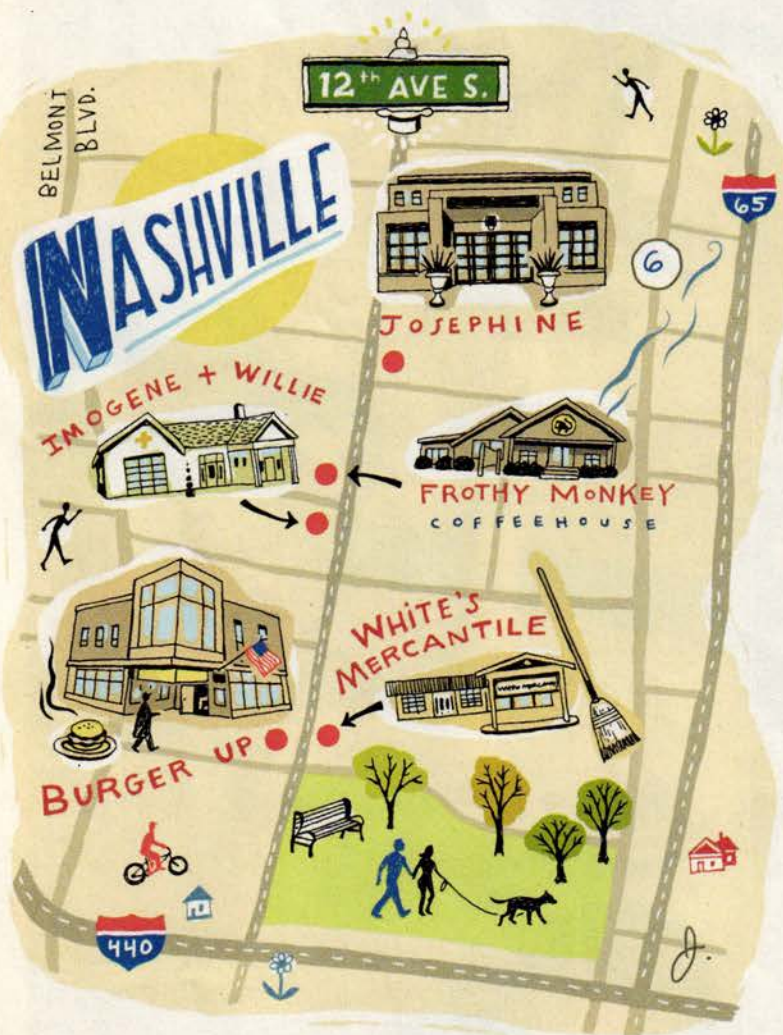 12th AVE S.
BELMONT
BLVD.
NASHVILLE
65
6
JOSEPHINE
IMOGENE + WILLIE
FROTHY MONKEY
COFFEEHOUSE
WHITE'S
MERCANTILE
BURGER UP
440
J.